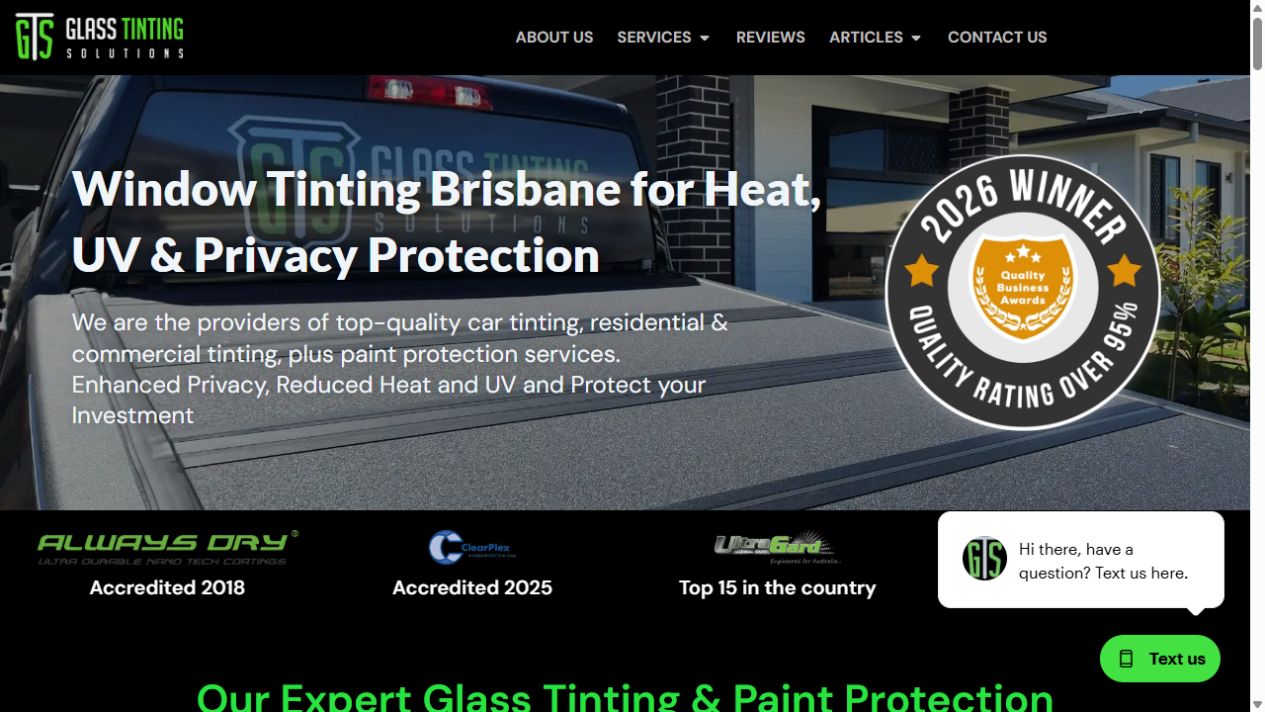 GTS GLASS TINTING
SOLUTIONS
ABOUT US
SERVICES
REVIEWS
ARTICLES
CONTACT US
GTS GLASS TINTING
SOLUTIONS
Window Tinting Brisbane for Heat,
UV & Privacy Protection
We are the providers of top-quality car tinting, residential &
commercial tinting, plus paint protection services.
Enhanced Privacy, Reduced Heat and UV and Protect your
Investment
2026 WINNER
Quality
Business
Awards
QUALITY RATING OVER 95%
ALWAYS DRY®
ULTRA DURABLE NANO TECH COATINGS
Accredited 2018
ClearPlex
Accredited 2025
UltraGard
Engineered for Australia
Top 15 in the country
GTS
Hi there, have a
question? Text us here.
Text us
Our Expert Glass Tinting & Paint Protection